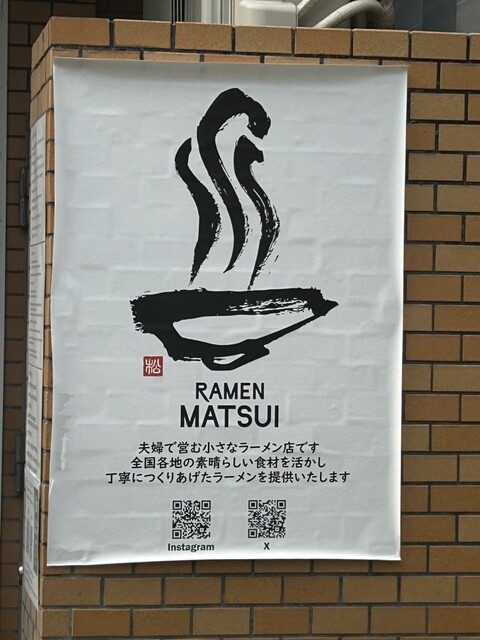 松
RAMEN
MATSUI
夫婦で営む小さなラーメン店です
全国各地の素晴らしい食材を活かし
丁寧につくりあげたラーメンを提供いたします
Instagram
X